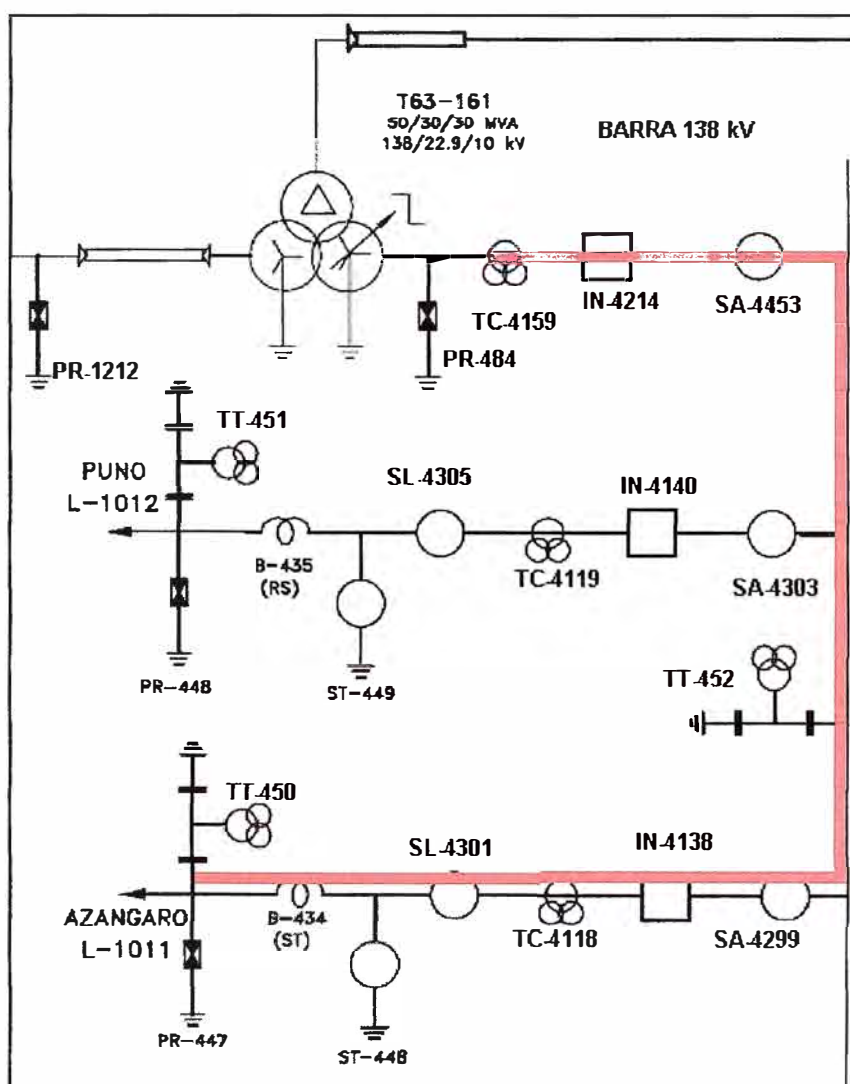 T63-161
50/30/30 MVA
138/22.9/10 kV
BARRA 138 kV
TC-4159
IN-4214
SA-4453
PR-1212
PR-484
TT-451
PUNO
L-1012
SL-4305
IN-4140
B-435
(RS)
TC-4119
SA-4303
PR-448
ST-449
TT-452
TT-450
SL-4301
IN-4138
AZANGARO
L-1011
B-434
(ST)
TC-4118
SA-4299
PR-447
ST-448